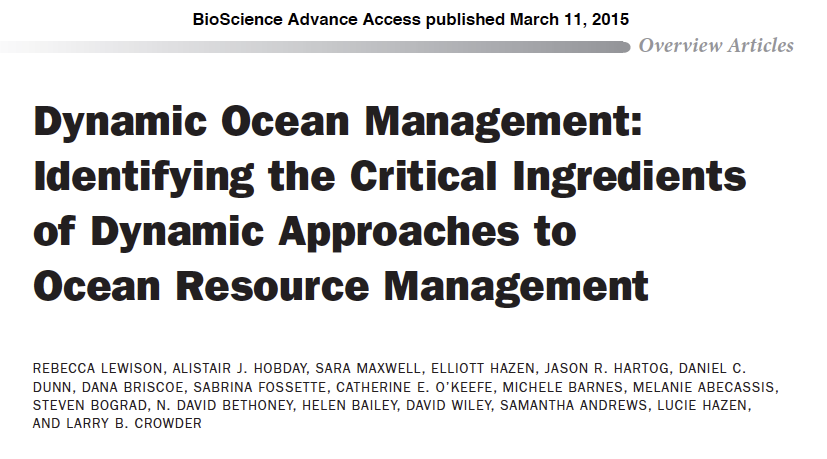 BioScience Advance Access published March 11, 2015
Overview Articles
Dynamic Ocean Management:
Identifying the Critical Ingredients
of Dynamic Approaches to
Ocean Resource Management
REBECCA LEWISON, ALISTAIR J. HOBDAY, SARA MAXWELL, ELLIOTT HAZEN, JASON R. HARTOG, DANIEL C.
DUNN, DANA BRISCOE, SABRINA FOSSETTE, CATHERINE E. O'KEEFE, MICHELE BARNES, MELANIE ABECASSIS,
STEVEN BOGRAD, N. DAVID BETHONEY, HELEN BAILEY, DAVID WILEY, SAMANTHA ANDREWS, LUCIE HAZEN,
AND LARRY B. CROWDER